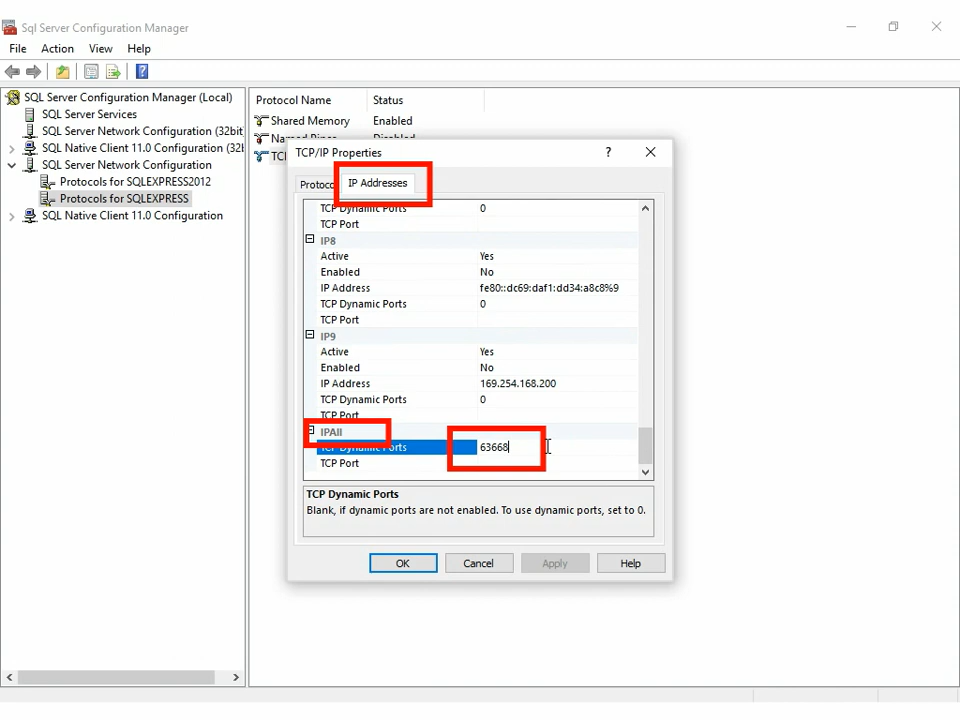 Sql Server Configuration Manager
File Action View Help
SQL Server Configuration Manager (Local)
SQL Server Services
SQL Server Network Configuration (32bit
SQL Native Client 11.0 Configuration (32
SQL Server Network Configuration
Protocols for SQLEXPRESS2012
Protocols for SQLEXPRESS
SQL Native Client 11.0 Configuration
Protocol Name Status
Shared Memory Enabled
Named Pipes Disabled
TCP/IP Properties
IP Addresses
TCP Dynamic Ports 0
TCP Port
IP8
Active Yes
Enabled No
IP Address fe80::dc69:daf1:dd34:a8c8%9
TCP Dynamic Ports 0
TCP Port
IP9
Active Yes
Enabled No
IP Address 169.254.168.200
TCP Dynamic Ports 0
TCP Port
IPAll
TCP Dynamic Ports 63668
TCP Port
TCP Dynamic Ports
Blank, if dynamic ports are not enabled. To use dynamic ports, set to 0.
OK Cancel Apply Help